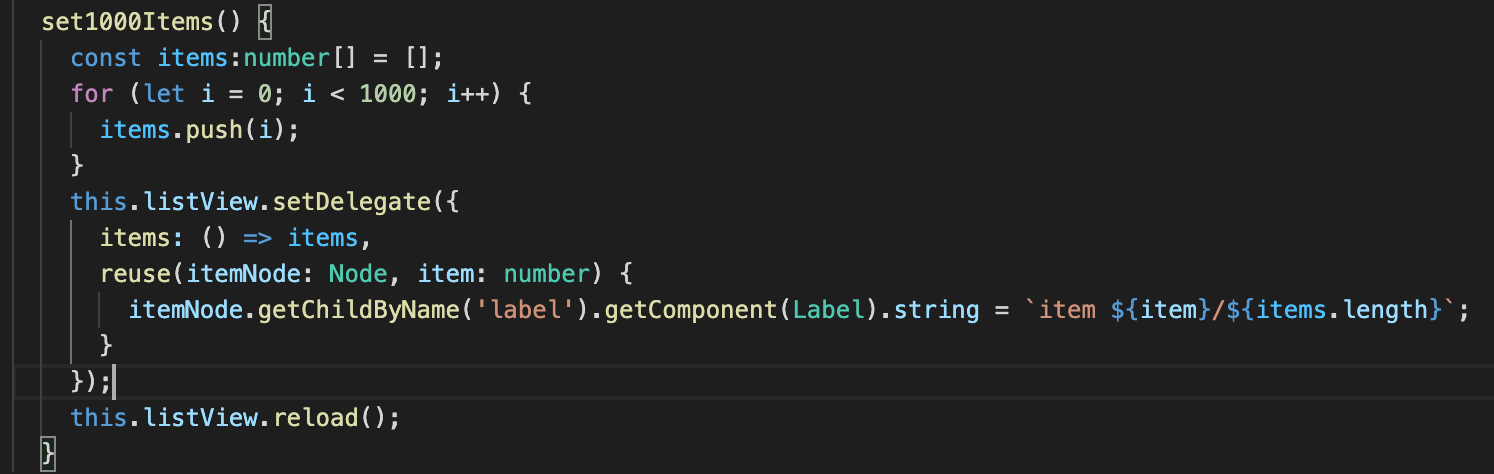 set1000Items() {
  const items:number[] = [];
  for (let i = 0; i < 1000; i++) {
    items.push(i);
  }
  this.listView.setDelegate({
    items: () => items,
    reuse(itemNode: Node, item: number) {
      itemNode.getChildByName('label').getComponent(Label).string = `item ${item}/${items.length}`;
    }
  });
  this.listView.reload();
}